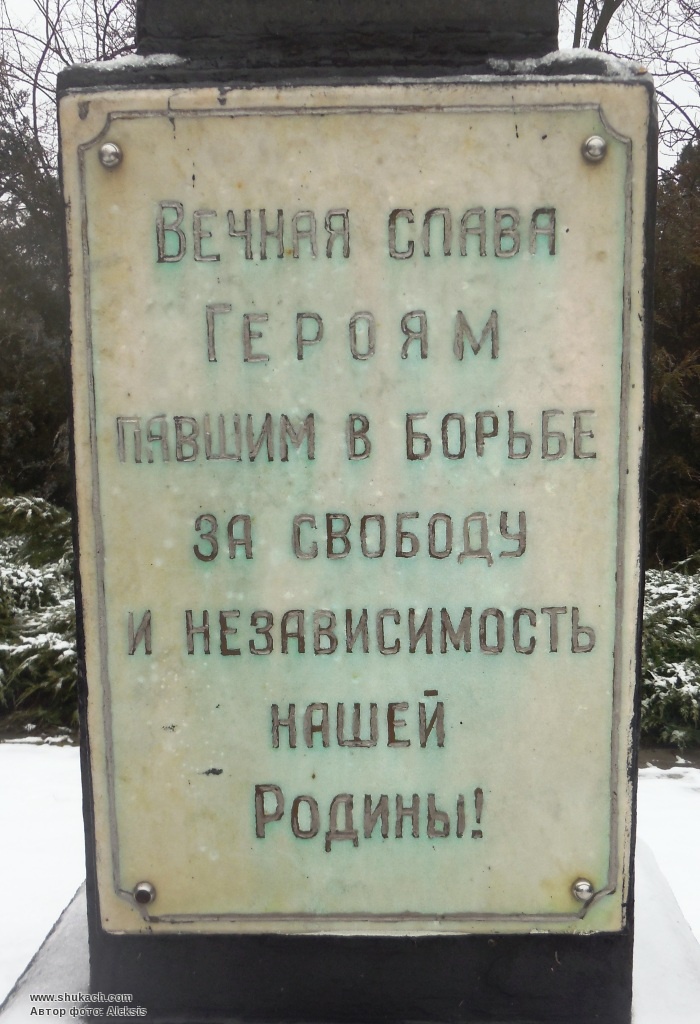 Вечная слава
Героям
павшим в борьбе
за свободу
и независимость
нашей
Родины!
www.shukach.com
Автор фото: Aleksis